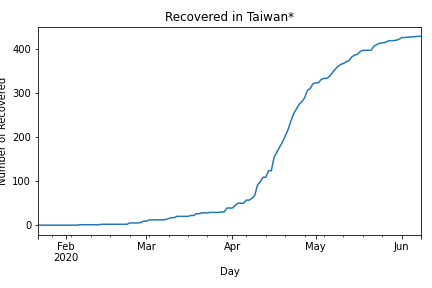 Recovered in Taiwan*
Number of Recovered
400
300
200
100
0
Feb
2020
Mar
Apr
May
Jun
Day